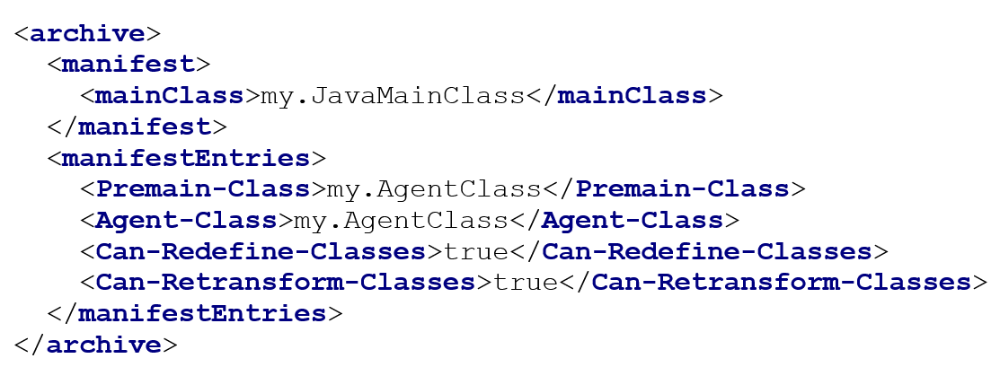 <archive>
  <manifest>
    <mainClass>my.JavaMainClass</mainClass>
  </manifest>
  <manifestEntries>
    <Premain-Class>my.AgentClass</Premain-Class>
    <Agent-Class>my.AgentClass</Agent-Class>
    <Can-Redefine-Classes>true</Can-Redefine-Classes>
    <Can-Retransform-Classes>true</Can-Retransform-Classes>
  </manifestEntries>
</archive>